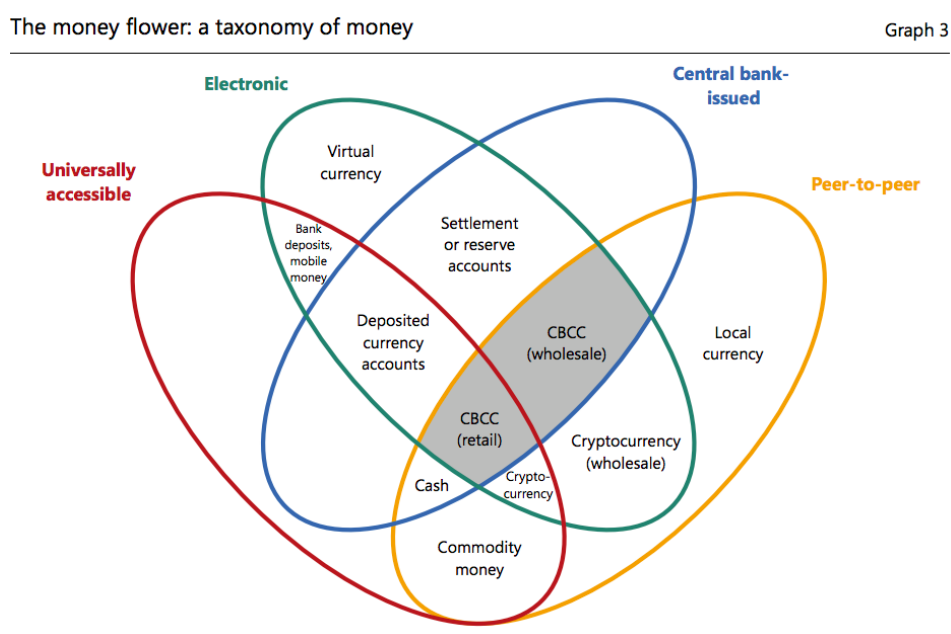 The money flower: a taxonomy of money
Graph 3
Electronic
Central bank-
issued
Universally
accessible
Peer-to-peer
Virtual
currency
Bank
deposits,
mobile
money
Settlement
or reserve
accounts
Deposited
currency
accounts
CBCC
(wholesale)
Local
currency
CBCC
(retail)
Cryptocurrency
(wholesale)
Cash
Crypto-
currency
Commodity
money